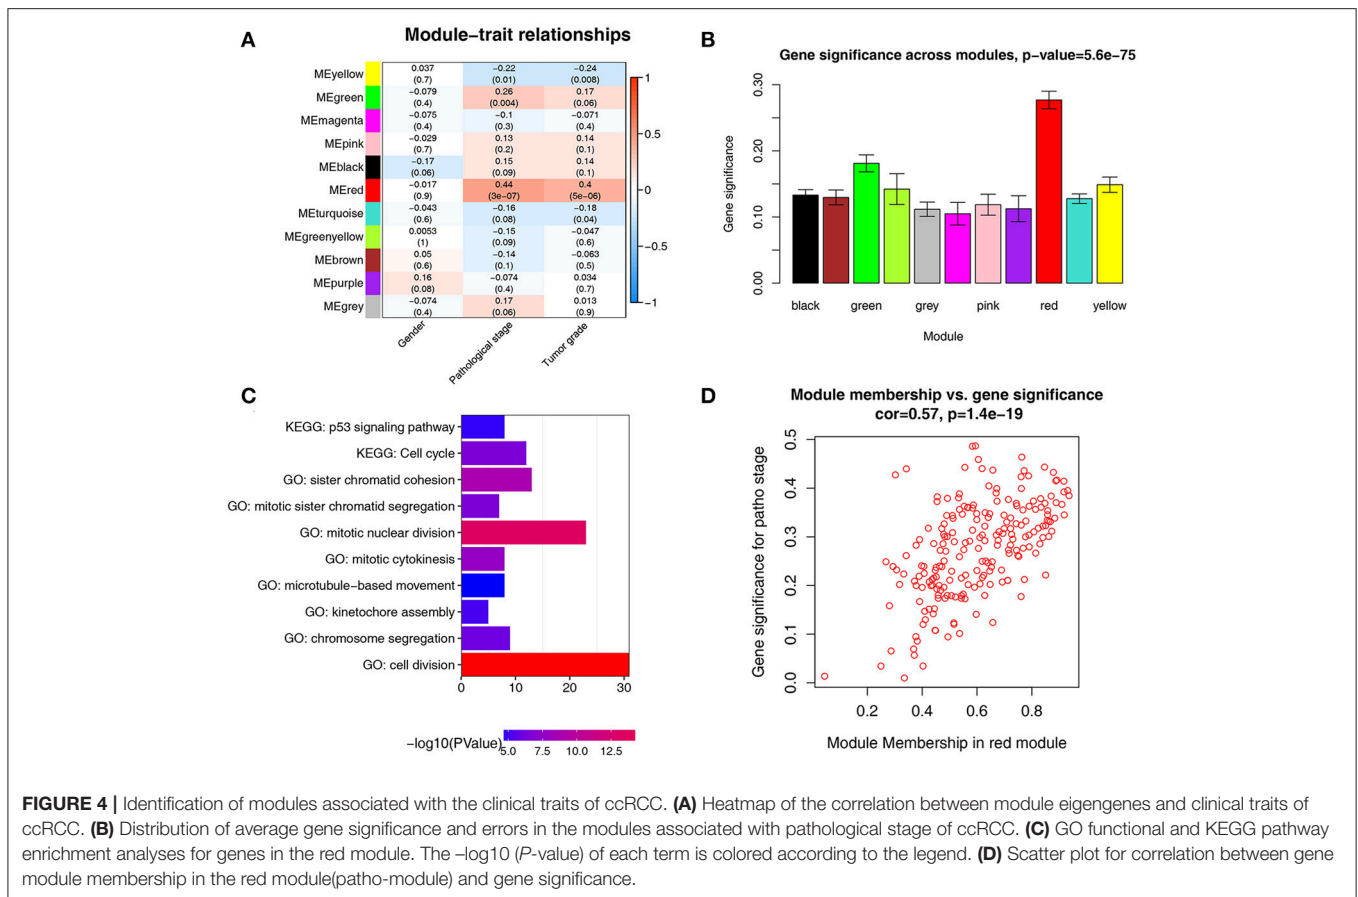 A
Module−trait relationships
MEyellow 0.037 −0.22 −0.24
(0.7) (0.01) (0.008)
MEgreen −0.079 0.26 0.17
(0.4) (0.004) (0.06)
MEmagenta −0.075 −0.1 −0.071
(0.4) (0.3) (0.4)
MEpink −0.029 0.13 0.14
(0.7) (0.2) (0.1)
MEblack −0.17 0.15 0.14
(0.06) (0.09) (0.1)
MEred −0.017 0.44 0.4
(0.9) (3e−07) (5e−06)
MEturquoise −0.043 −0.16 −0.18
(0.6) (0.08) (0.04)
MEgreenyellow 0.0053 −0.15 −0.047
(1) (0.09) (0.6)
MEbrown 0.05 −0.14 −0.063
(0.6) (0.1) (0.5)
MEpurple 0.16 −0.074 0.034
(0.08) (0.4) (0.7)
MEgrey −0.074 0.17 0.013
(0.4) (0.06) (0.9)
Gender Pathological stage Tumor grade
1
0.5
0
−0.5
−1
B
Gene significance across modules, p−value=5.6e−75
Gene significance
0.30
0.20
0.10
0.00
black green grey pink red yellow
Module
C
KEGG: p53 signaling pathway
KEGG: Cell cycle
GO: sister chromatid cohesion
GO: mitotic sister chromatid segregation
GO: mitotic nuclear division
GO: mitotic cytokinesis
GO: microtubule−based movement
GO: kinetochore assembly
GO: chromosome segregation
GO: cell division
0 10 20 30
−log10(PValue) 5.0 7.5 10.0 12.5
D
Module membership vs. gene significance
cor=0.57, p=1.4e−19
Gene significance for patho stage
0.5
0.4
0.3
0.2
0.1
0.0
0.2 0.4 0.6 0.8
Module Membership in red module
FIGURE 4 | Identification of modules associated with the clinical traits of ccRCC. (A) Heatmap of the correlation between module eigengenes and clinical traits of
ccRCC. (B) Distribution of average gene significance and errors in the modules associated with pathological stage of ccRCC. (C) GO functional and KEGG pathway
enrichment analyses for genes in the red module. The –log10 (P-value) of each term is colored according to the legend. (D) Scatter plot for correlation between gene
module membership in the red module(patho-module) and gene significance.